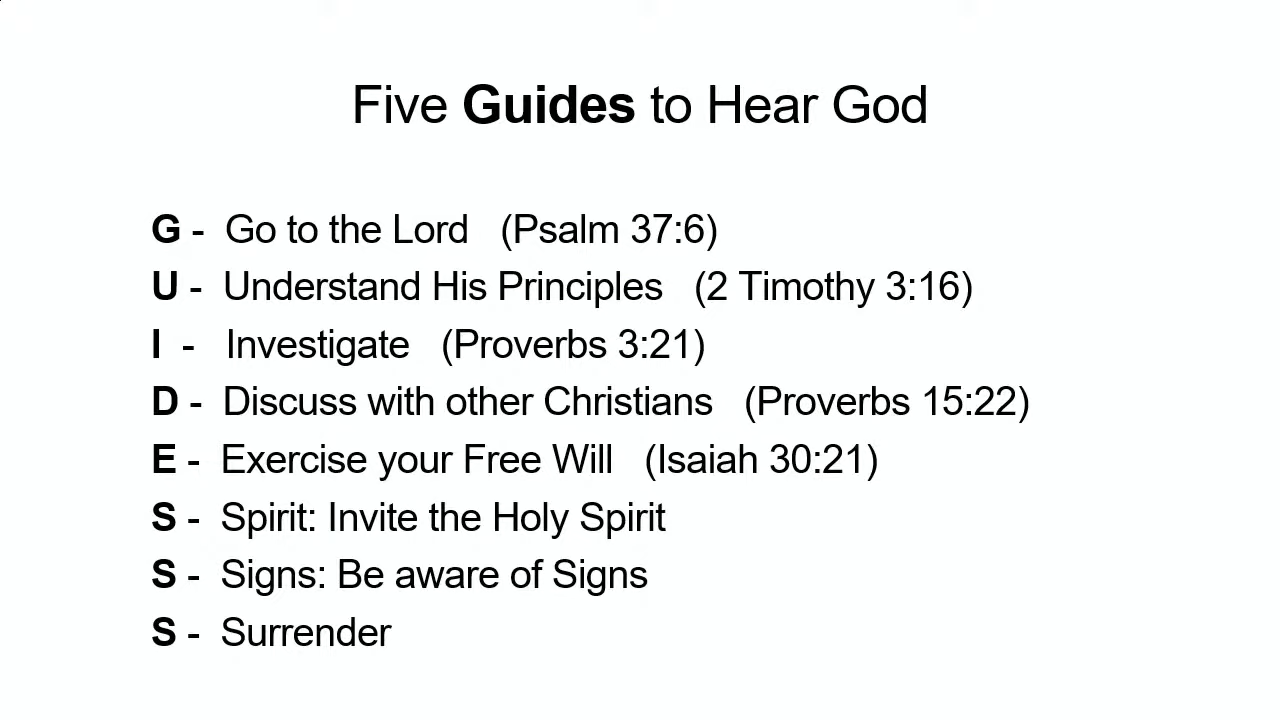 Five Guides to Hear God
G - Go to the Lord (Psalm 37:6)
U - Understand His Principles (2 Timothy 3:16)
I - Investigate (Proverbs 3:21)
D - Discuss with other Christians (Proverbs 15:22)
E - Exercise your Free Will (Isaiah 30:21)
S - Spirit: Invite the Holy Spirit
S - Signs: Be aware of Signs
S - Surrender